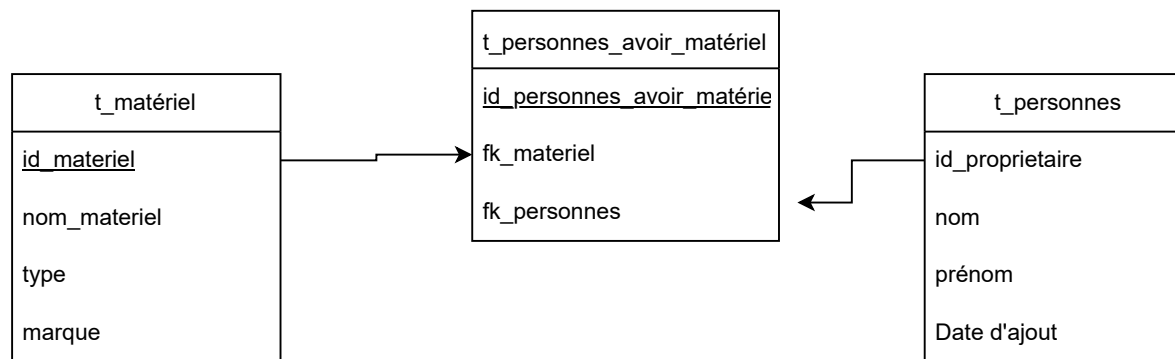 t_matériel
id_materiel
nom_materiel
type
marque
t_personnes_avoir_matériel
id_personnes_avoir_matérie
fk_materiel
fk_personnes
t_personnes
id_proprietaire
nom
prénom
Date d'ajout